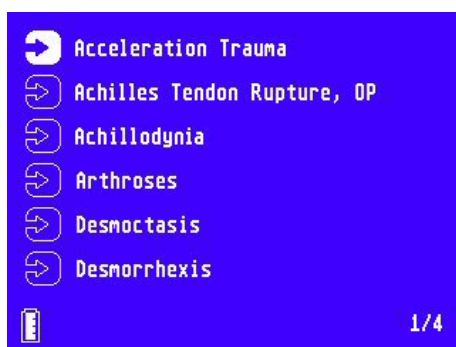 Acceleration Trauma
Achilles Tendon Rupture, OP
Achillodynia
Arthroses
Desmoctasis
Desmorrhexis
1/4